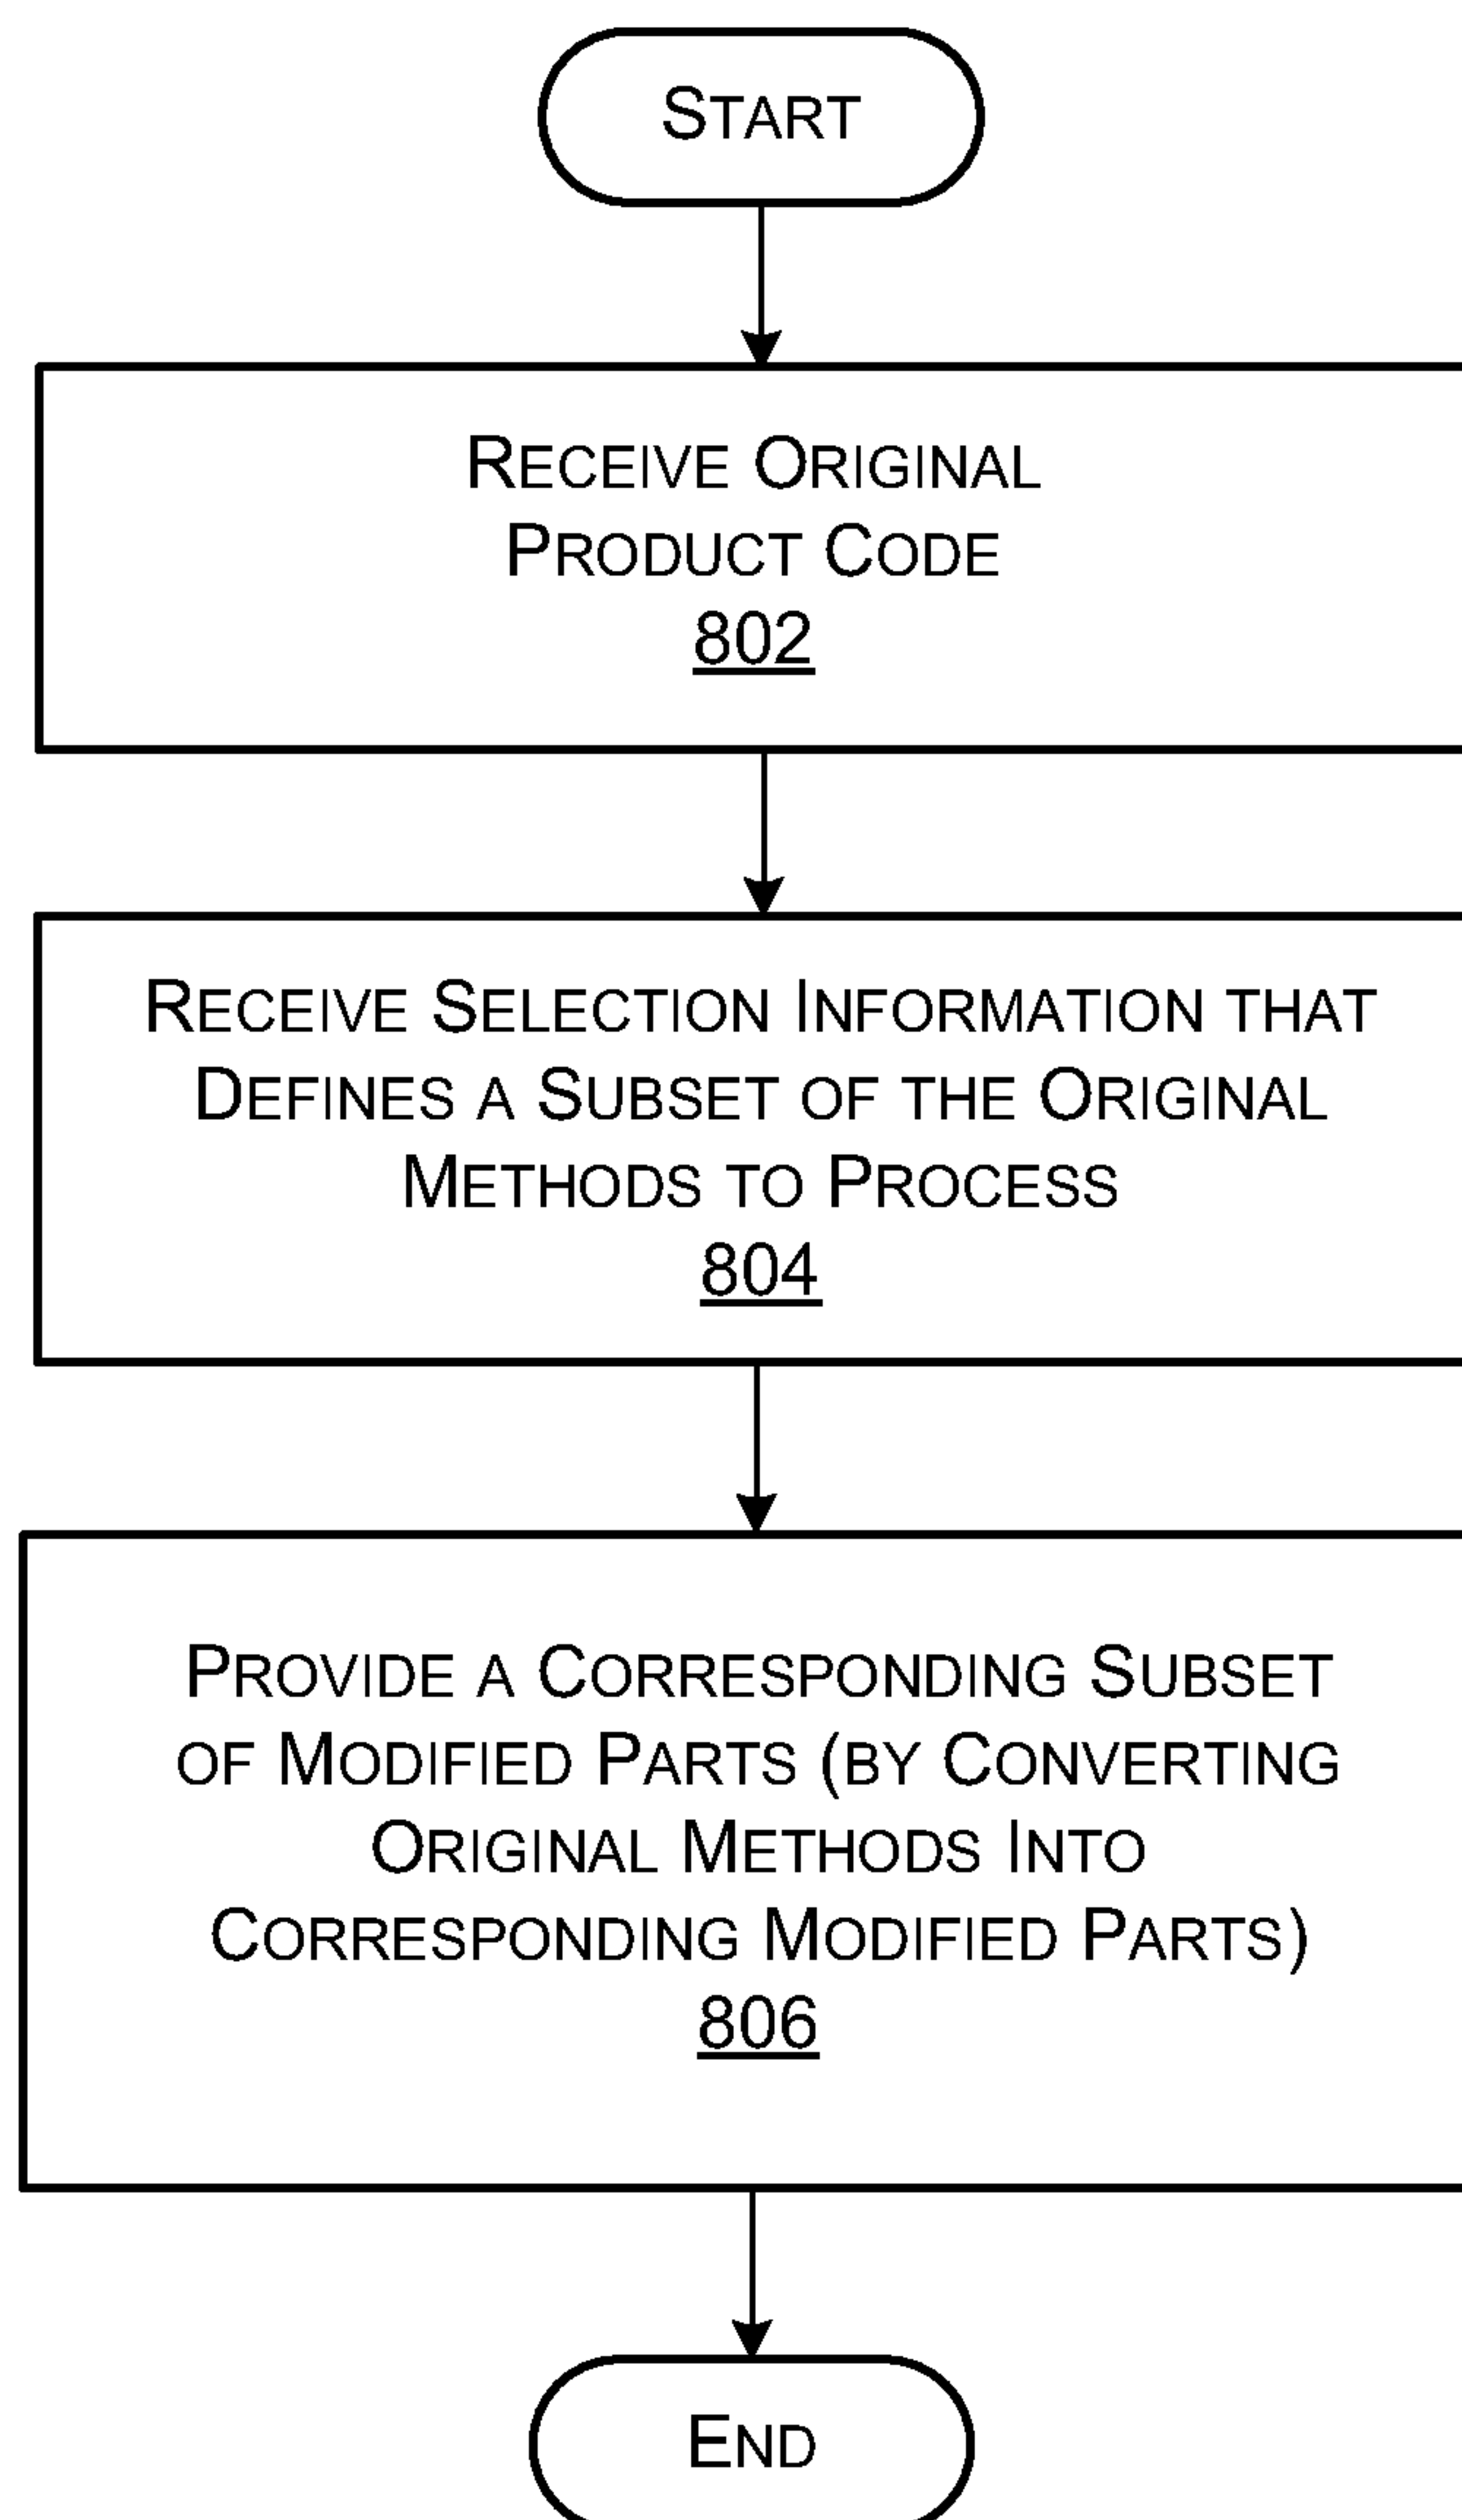 START
RECEIVE ORIGINAL
PRODUCT CODE
802
RECEIVE SELECTION INFORMATION THAT
DEFINES A SUBSET OF THE ORIGINAL
METHODS TO PROCESS
804
PROVIDE A CORRESPONDING SUBSET
OF MODIFIED PARTS (BY CONVERTING
ORIGINAL METHODS INTO
CORRESPONDING MODIFIED PARTS)
806
END